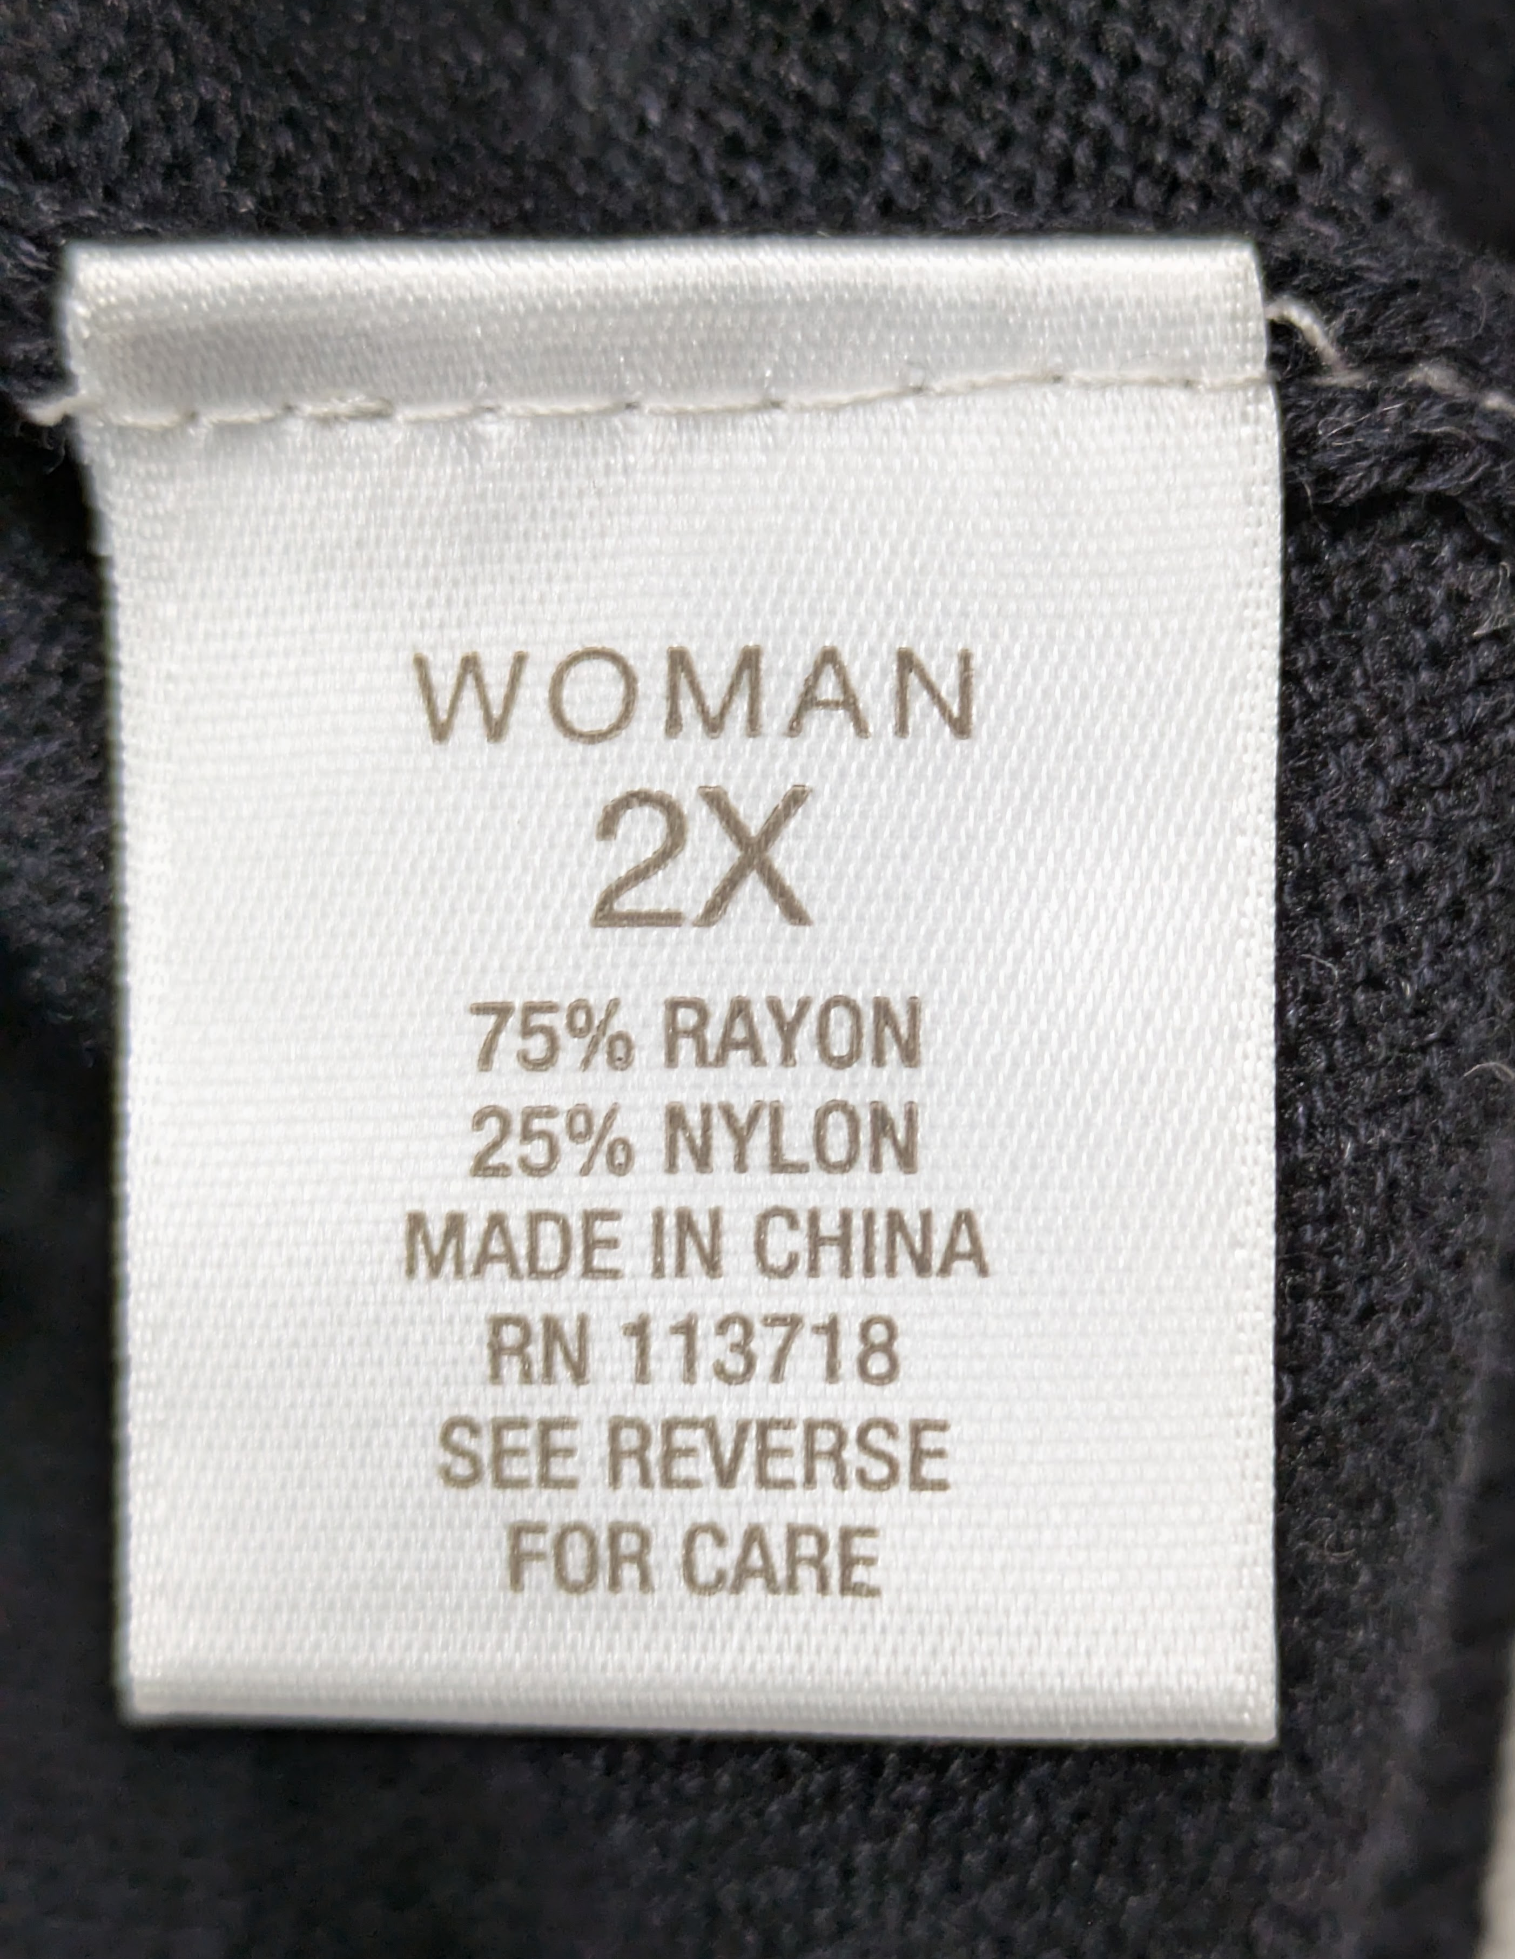 WOMAN
2X
75% RAYON
25% NYLON
MADE IN CHINA
RN 113718
SEE REVERSE
FOR CARE